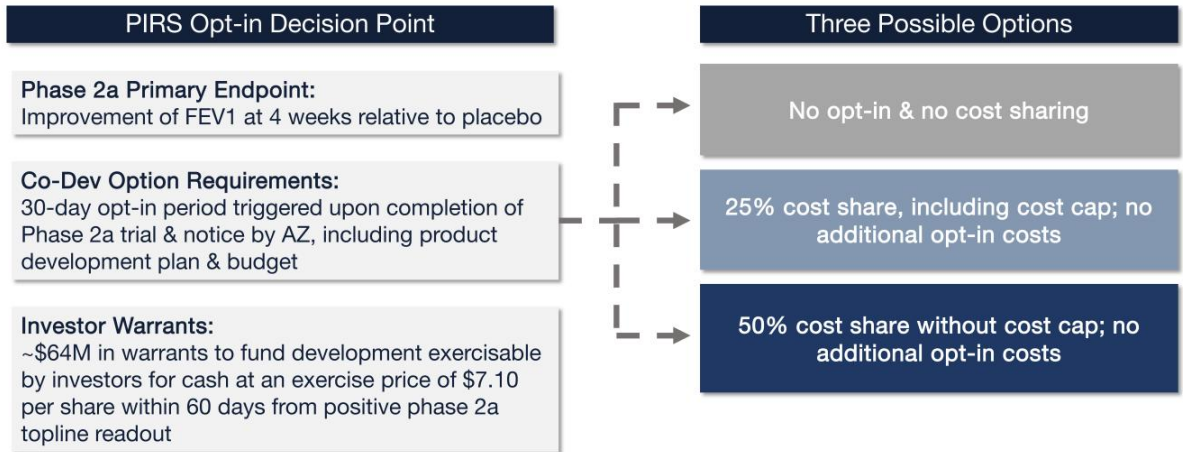 PIRS Opt-in Decision Point
Phase 2a Primary Endpoint:
Improvement of FEV1 at 4 weeks relative to placebo
Co-Dev Option Requirements:
30-day opt-in period triggered upon completion of
Phase 2a trial & notice by AZ, including product
development plan & budget
Investor Warrants:
~$64M in warrants to fund development exercisable
by investors for cash at an exercise price of $7.10
per share within 60 days from positive phase 2a
topline readout
Three Possible Options
No opt-in & no cost sharing
25% cost share, including cost cap; no
additional opt-in costs
50% cost share without cost cap; no
additional opt-in costs